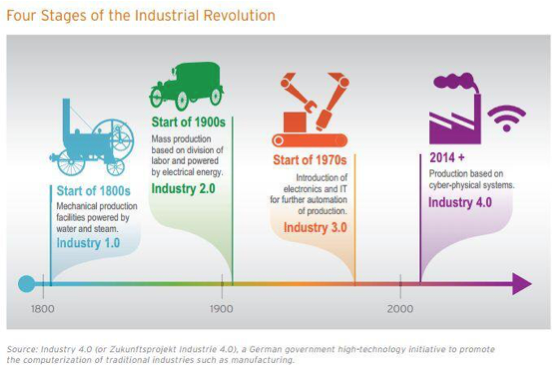 Four Stages of the Industrial Revolution
Start of 1800s
Mechanical production
facilities powered by
water and steam.
Industry 1.0
Start of 1900s
Mass production
based on division of
labor and powered
by electrical energy.
Industry 2.0
Start of 1970s
Introduction of
electronics and IT
for further automation
of production.
Industry 3.0
2014 +
Production based on
cyber-physical systems.
Industry 4.0
1800
1900
2000
Source: Industry 4.0 (or Zukunftsprojekt Industrie 4.0), a German government high-technology initiative to promote
the computerization of traditional industries such as manufacturing.